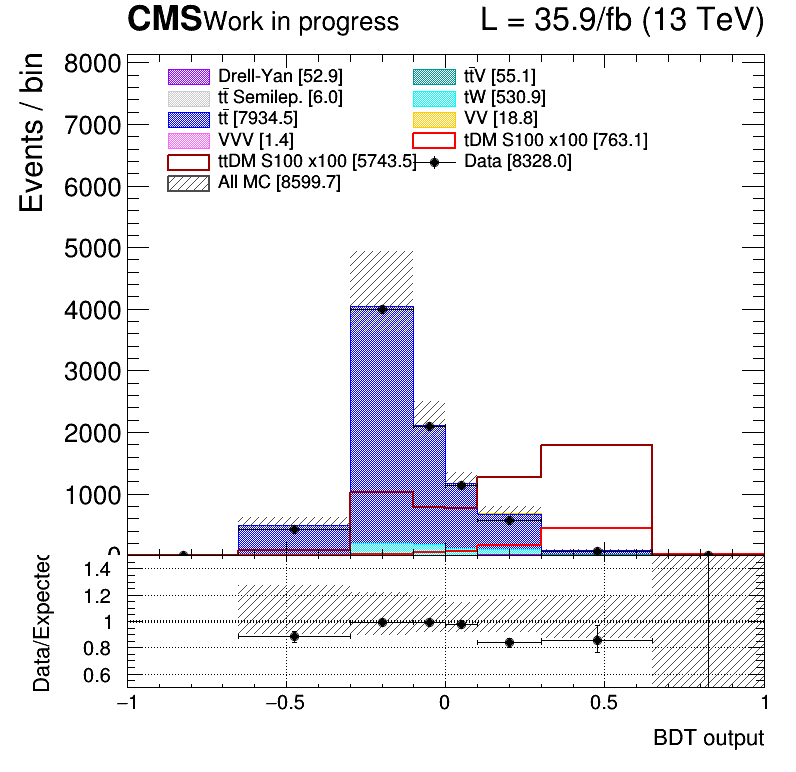 CMS Work in progress L = 35.9/fb (13 TeV)
Events / bin
8000
7000
6000
5000
4000
3000
2000
1000
0
Drell-Yan [52.9] tt̄V [55.1]
tt̄ Semilep. [6.0] tW [530.9]
tt̄ [7934.5] VV [18.8]
VVV [1.4] tDM S100 x100 [763.1]
ttDM S100 x100 [5743.5] Data [8328.0]
All MC [8599.7]
Data/Expected
1.4
1.2
1
0.8
0.6
−1 −0.5 0 0.5 1
BDT output